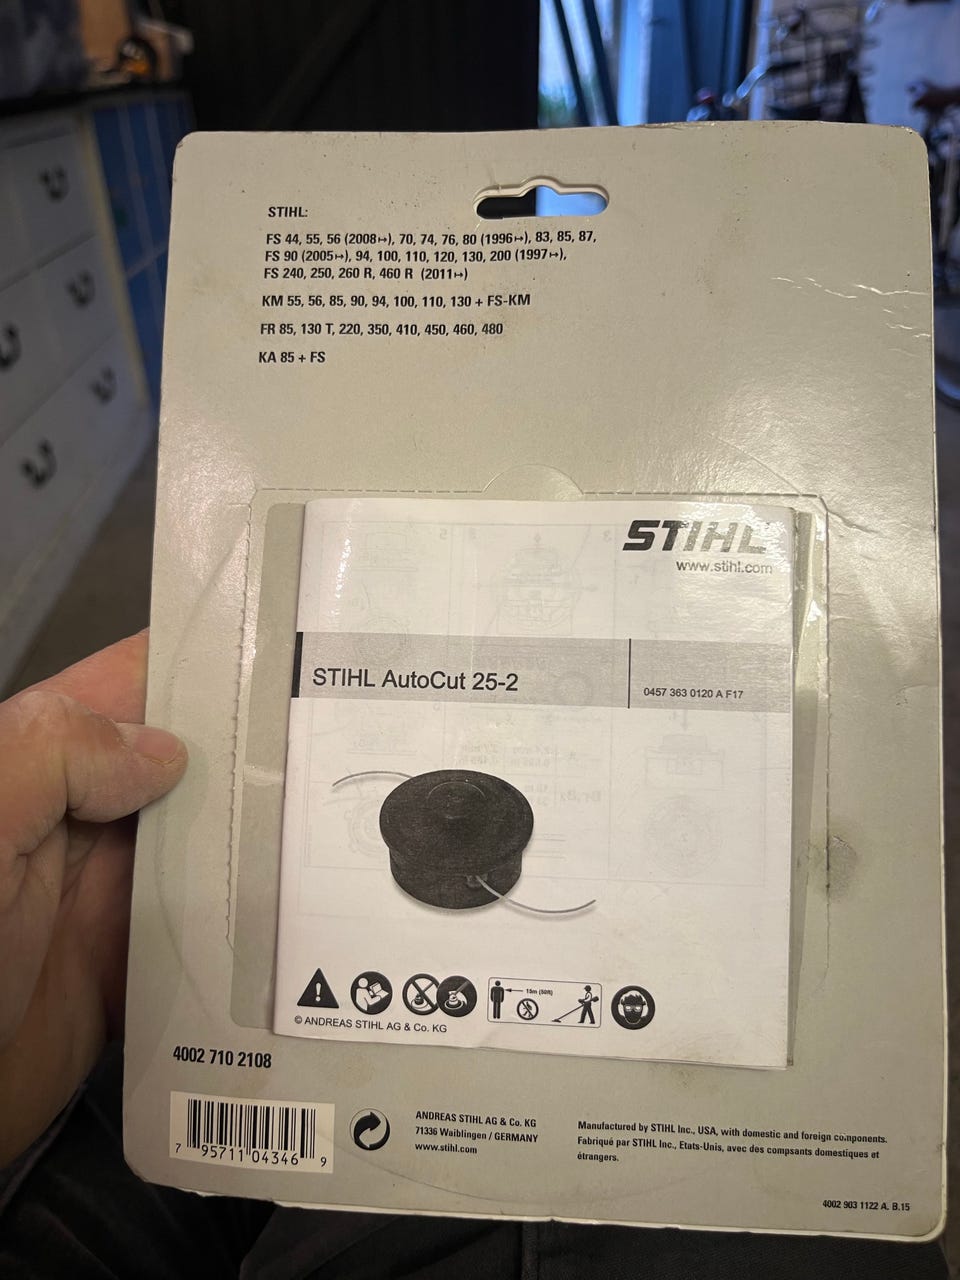 STIHL:
FS 44, 55, 56 (2008↦), 70, 74, 76, 80 (1996↦), 83, 85, 87,
FS 90 (2005↦), 94, 100, 110, 120, 130, 200 (1997↦),
FS 240, 250, 260 R, 460 R (2011↦)
KM 55, 56, 85, 90, 94, 100, 110, 130 + FS-KM
FR 85, 130 T, 220, 350, 410, 450, 460, 480
KA 85 + FS
STIHL
www.stihl.com
STIHL AutoCut 25-2
0457 363 0120 A F17
15m (50ft)
© ANDREAS STIHL AG & Co. KG
4002 710 2108
7 95711 04346 9
ANDREAS STIHL AG & Co. KG
71336 Waiblingen / GERMANY
www.stihl.com
Manufactured by STIHL Inc., USA, with domestic and foreign components.
Fabriqué par STIHL Inc., Etats-Unis, avec des compsants domestiques et
étrangers.
4002 903 1122 A. B.15